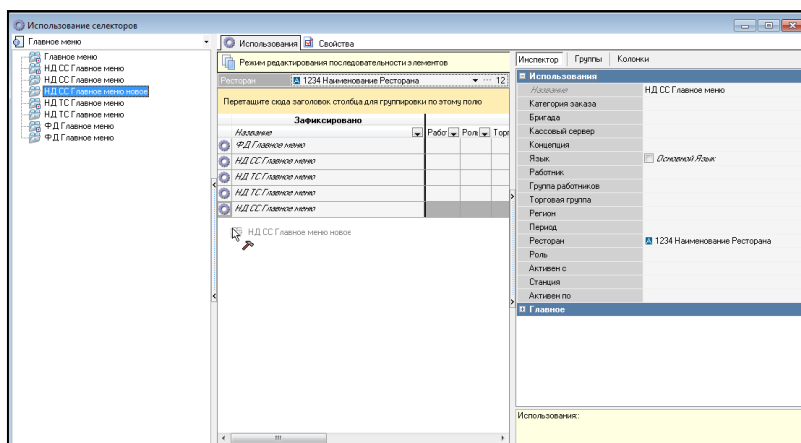 Использование селекторов
Главное меню
Главное меню
НД СС Главное меню
НД СС Главное меню
НД СС Главное меню новое
НД ТС Главное меню
НД ТС Главное меню
ФД Главное меню
ФД Главное меню
Использования Свойства
Режим редактирования последовательности элементов
Ресторан 1234 Наименование Ресторана ... 12
Перетащите сюда заголовок столбца для группировки по этому полю
Зафиксировано
Название Работ Роль Торг
ФД Главное меню
НД СС Главное меню
НД ТС Главное меню
НД ТС Главное меню
НД СС Главное меню
НД СС Главное меню новое
Инспектор Группы Колонки
Использования
Название НД СС Главное меню
Категория заказа
Бригада
Кассовый сервер
Концепция
Язык Основной Язык
Работник
Группа работников
Торговая группа
Регион
Период
Ресторан 1234 Наименование Ресторана
Роль
Активен с
Станция
Активен по
Главное
Использования: